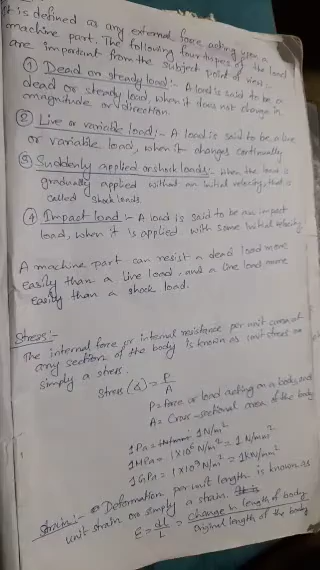 It is defined as any external force acting upon a
machine part. The following four types of the load
are important from the subject point of view:-
① Dead or steady load:- A load is said to be a
dead or steady load, when it does not change in
magnitude or direction.
② Live or variable load:- A load is said to be a live
or variable load, when it changes continually
③ Suddenly applied or shock loads:- When the load is
gradually applied without an initial velocity, that is
called shock loads.
④ Impact load:- A load is said to be an impact
load, when it is applied with some initial velocity.
A machine part can resist a dead load more
easily than a live load and a live load more
easily than a shock load.
Stress:-
The internal force or internal resistance per unit area at
any section of the body is known as unit stress or
simply a stress.
Stress (σ) = P/A
P = force or load acting on a body, and
A = Cross-sectional area of the body
1 Pa = 1 N/m²
1 MPa = 1×10⁶ N/m² = 1 N/mm²
1 GPa = 1×10⁹ N/m² = 1 kN/mm²
Strain:- Deformation per unit length is known as
unit strain or simply a strain.
ε = dl/L = change in length of body / original length of the body